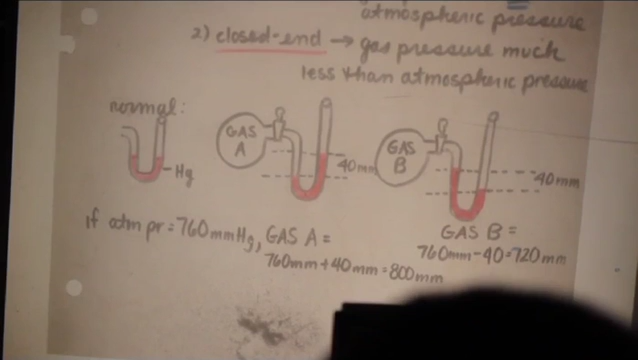 atmospheric pressure
2) closed-end → gas pressure much
less than atmospheric pressure
normal:
GAS
A
40mm
GAS
B
40mm
Hg
if atm pr = 760mmHg, GAS A =
760mm + 40mm = 800mm
GAS B =
760mm - 40 = 720mm